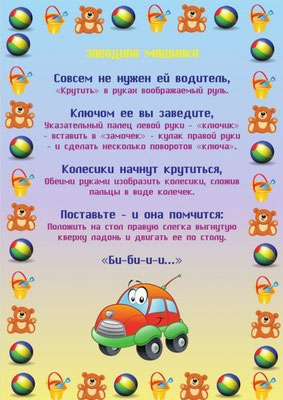 ЗАВОДНАЯ МАШИНКА
Совсем не нужен ей водитель,
«Крутить» в руках воображаемый руль.
Ключом ее вы заведите,
Указательный палец левой руки - «ключик»
- вставить в «замочек» - кулак правой руки
- и сделать несколько поворотов «ключа».
Колесики начнут крутиться,
Обеими руками изобразить колесики, сложив
пальцы в виде колечек.
Поставьте - и она помчится:
Положить на стол правую слегка выгнутую
кверху ладонь и двигать ее по столу.
«Би-би-и-и...»